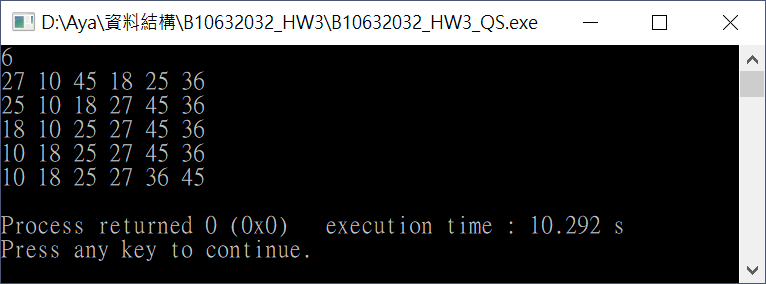 D:\Aya\資料結構\B10632032_HW3\B10632032_HW3_QS.exe
6
27 10 45 18 25 36
25 10 18 27 45 36
18 10 25 27 45 36
10 18 25 27 45 36
10 18 25 27 36 45
Process returned 0 (0x0)   execution time : 10.292 s
Press any key to continue.